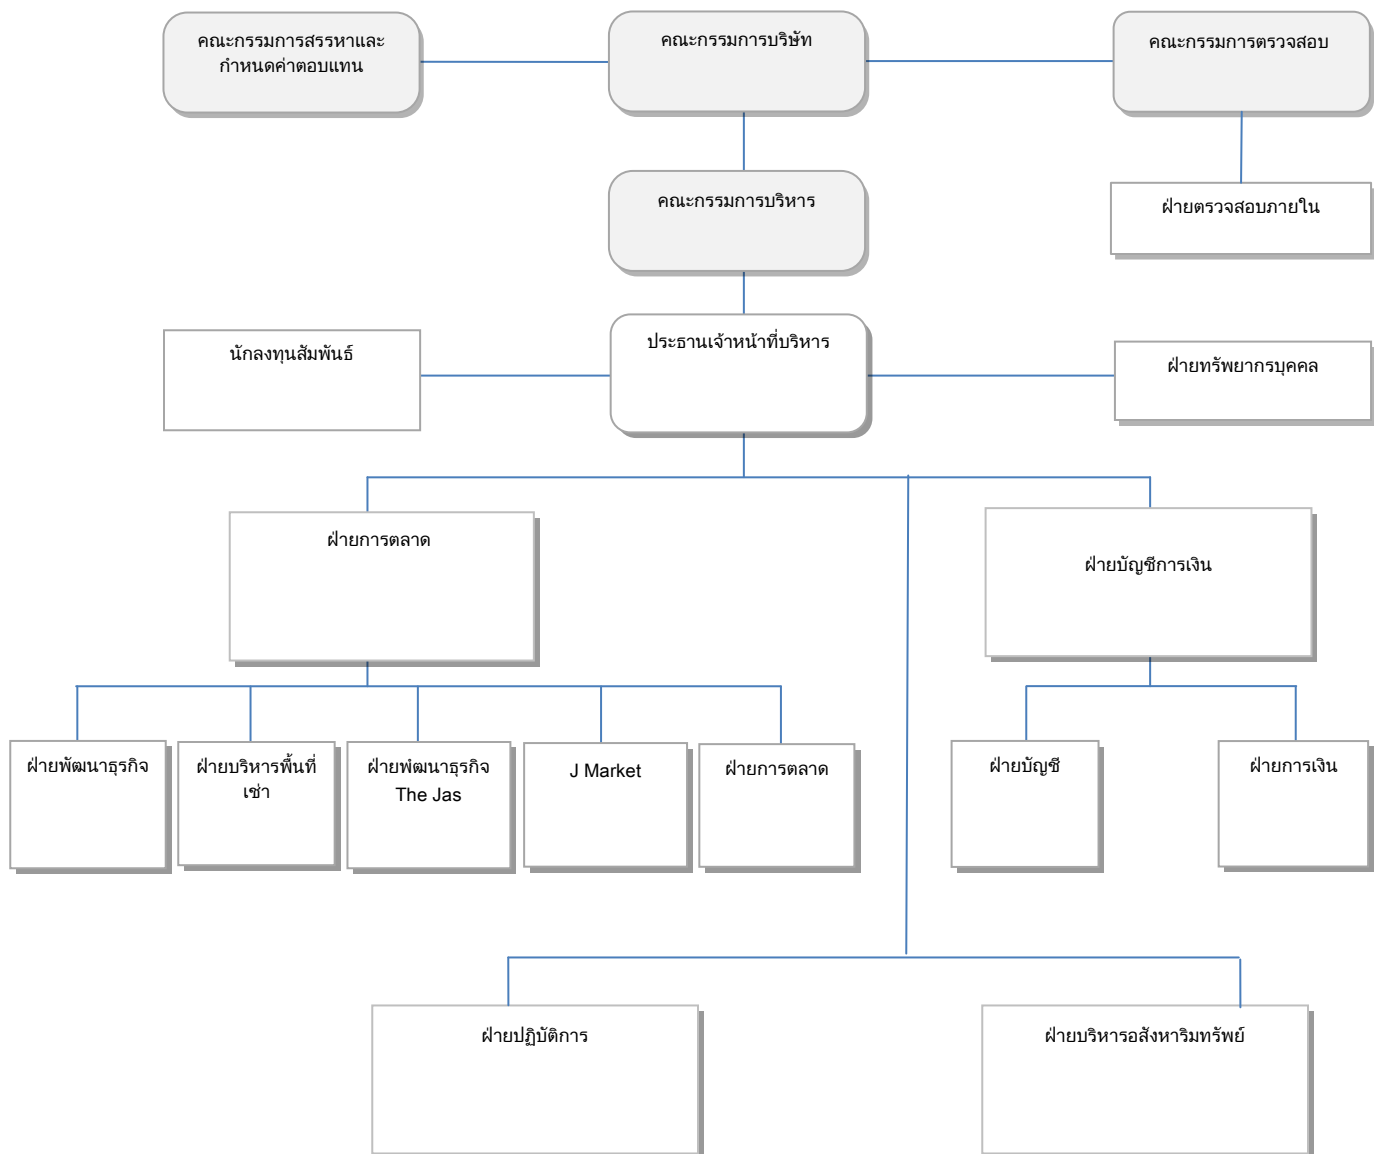 คณะกรรมการสรรหาและ
กำหนดค่าตอบแทน
คณะกรรมการบริษัท
คณะกรรมการตรวจสอบ
คณะกรรมการบริหาร
ฝ่ายตรวจสอบภายใน
นักลงทุนสัมพันธ์
ประธานเจ้าหน้าที่บริหาร
ฝ่ายทรัพยากรบุคคล
ฝ่ายการตลาด
ฝ่ายบัญชีการเงิน
ฝ่ายพัฒนาธุรกิจ
ฝ่ายบริหารพื้นที่
เช่า
ฝ่ายพัฒนาธุรกิจ
The Jas
J Market
ฝ่ายการตลาด
ฝ่ายบัญชี
ฝ่ายการเงิน
ฝ่ายปฏิบัติการ
ฝ่ายบริหารอสังหาริมทรัพย์